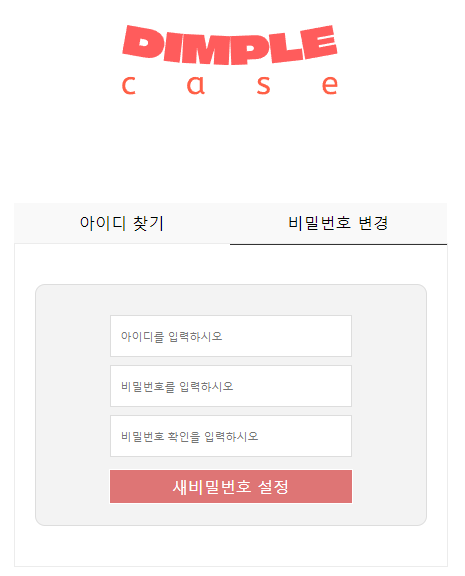 DIMPLE
case
아이디 찾기
비밀번호 변경
아이디를 입력하시오
비밀번호를 입력하시오
비밀번호 확인을 입력하시오
새비밀번호 설정